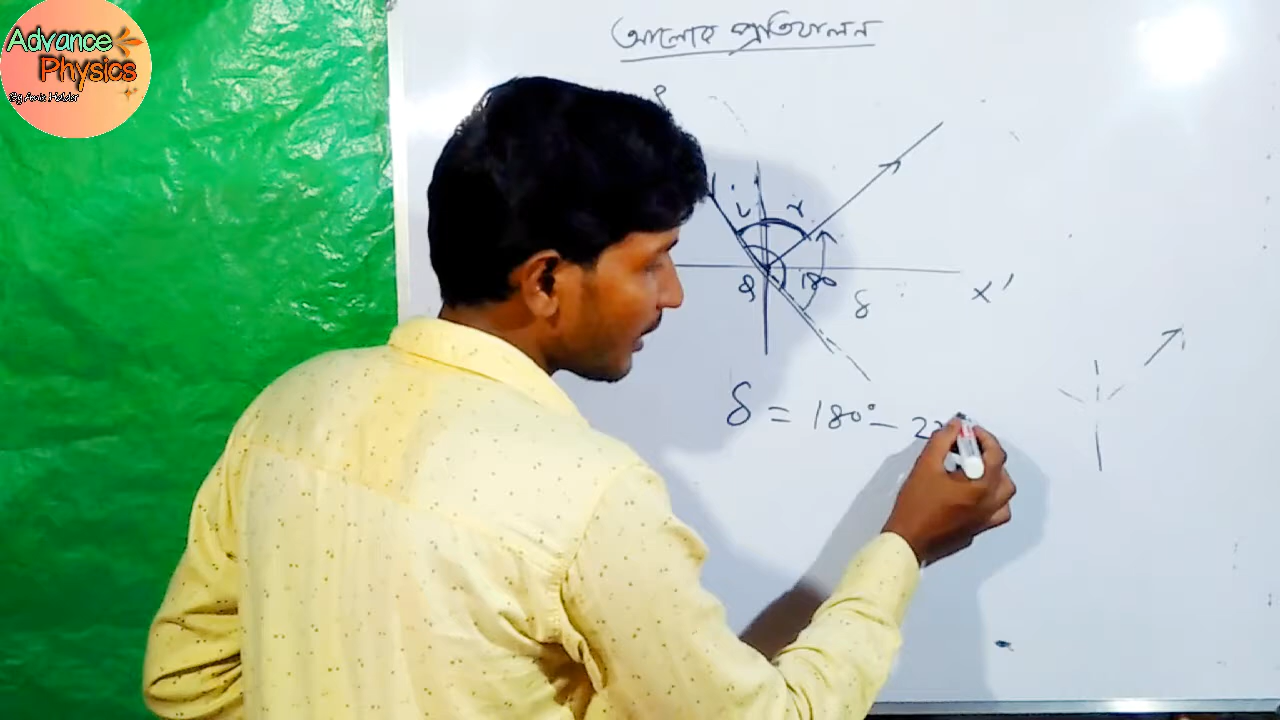 Advance
Physics
আলোর প্রতিফলন
P
i r
Q 180
δ
X'
δ = 180° - 2